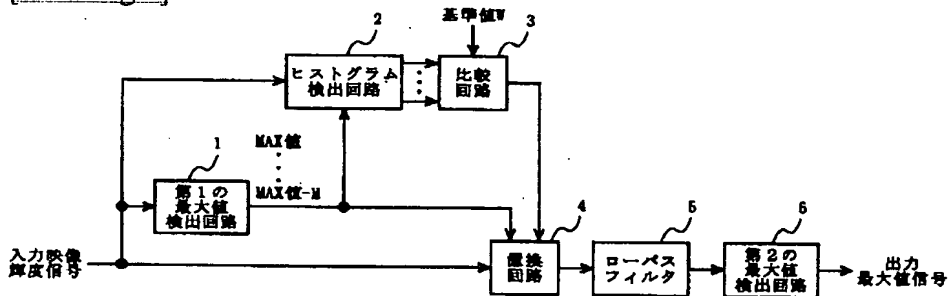 基準値W
2
3
ヒストグラム
検出回路
比較
回路
1
MAX値
MAX値-M
第1の
最大値
検出回路
4
5
6
入力映像
輝度信号
置換
回路
ローパス
フィルタ
第2の
最大値
検出回路
出力
最大値信号